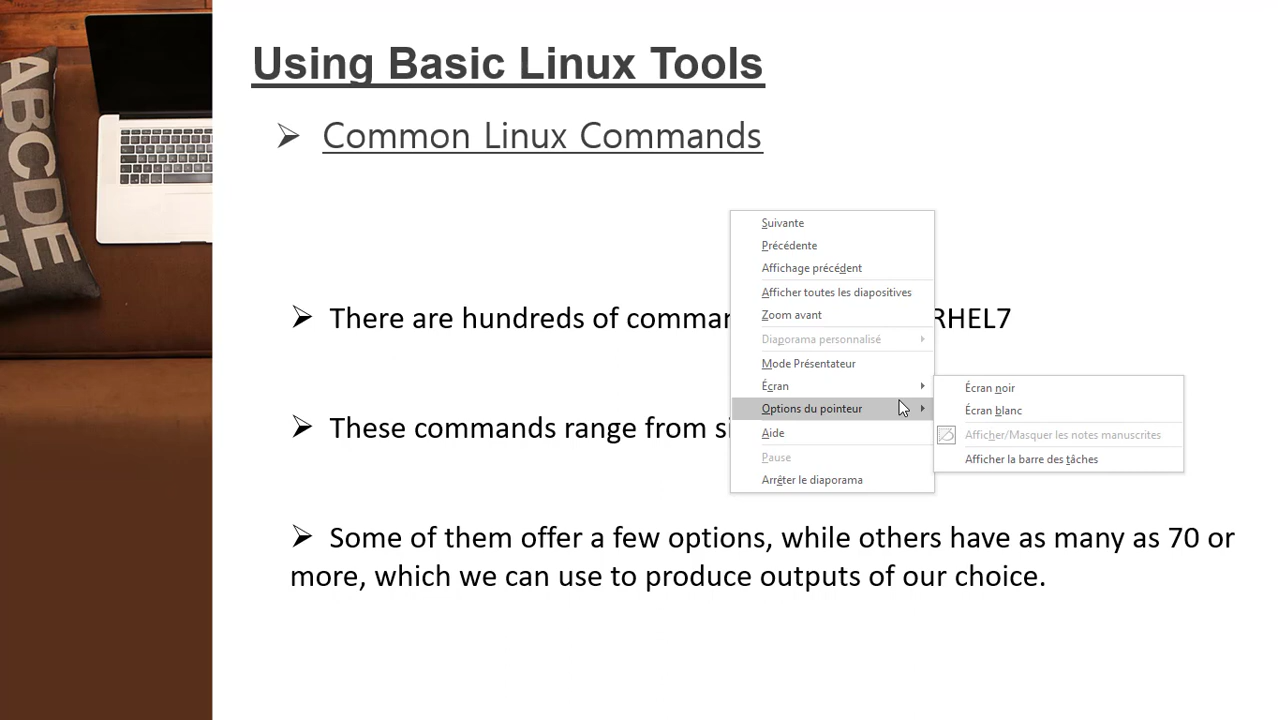 Using Basic Linux Tools
Common Linux Commands
There are hundreds of comman RHEL7
These commands range from si
Some of them offer a few options, while others have as many as 70 or
more, which we can use to produce outputs of our choice.
Suivante
Précédente
Affichage précédent
Afficher toutes les diapositives
Zoom avant
Diaporama personnalisé
Mode Présentateur
Écran
Options du pointeur
Aide
Pause
Arrêter le diaporama
Écran noir
Écran blanc
Afficher/Masquer les notes manuscrites
Afficher la barre des tâches
ABCDE